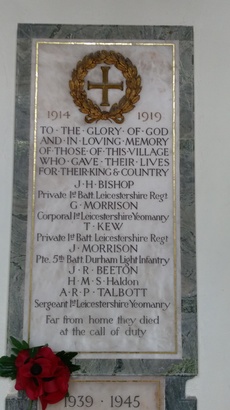 1914 1919
TO · THE · GLORY · OF · GOD
AND · IN · LOVING · MEMORY
OF · THOSE · OF · THIS · VILLAGE
WHO · GAVE · THEIR · LIVES
FOR · THEIR · KING & COUNTRY
J · H · BISHOP
Private 1st Batt Leicestershire Regt
G · MORRISON
Corporal 1st Leicestershire Yeomanry
T · KEW
Private 1st Batt Leicestershire Regt
J · MORRISON
Pte. 5th Batt Durham Light Infantry
J · R · BEETON
H · M · S · Haldon
A · R · P · TALBOTT
Sergeant 1st Leicestershire Yeomanry
Far from home they died
at the call of duty
1939 · 1945